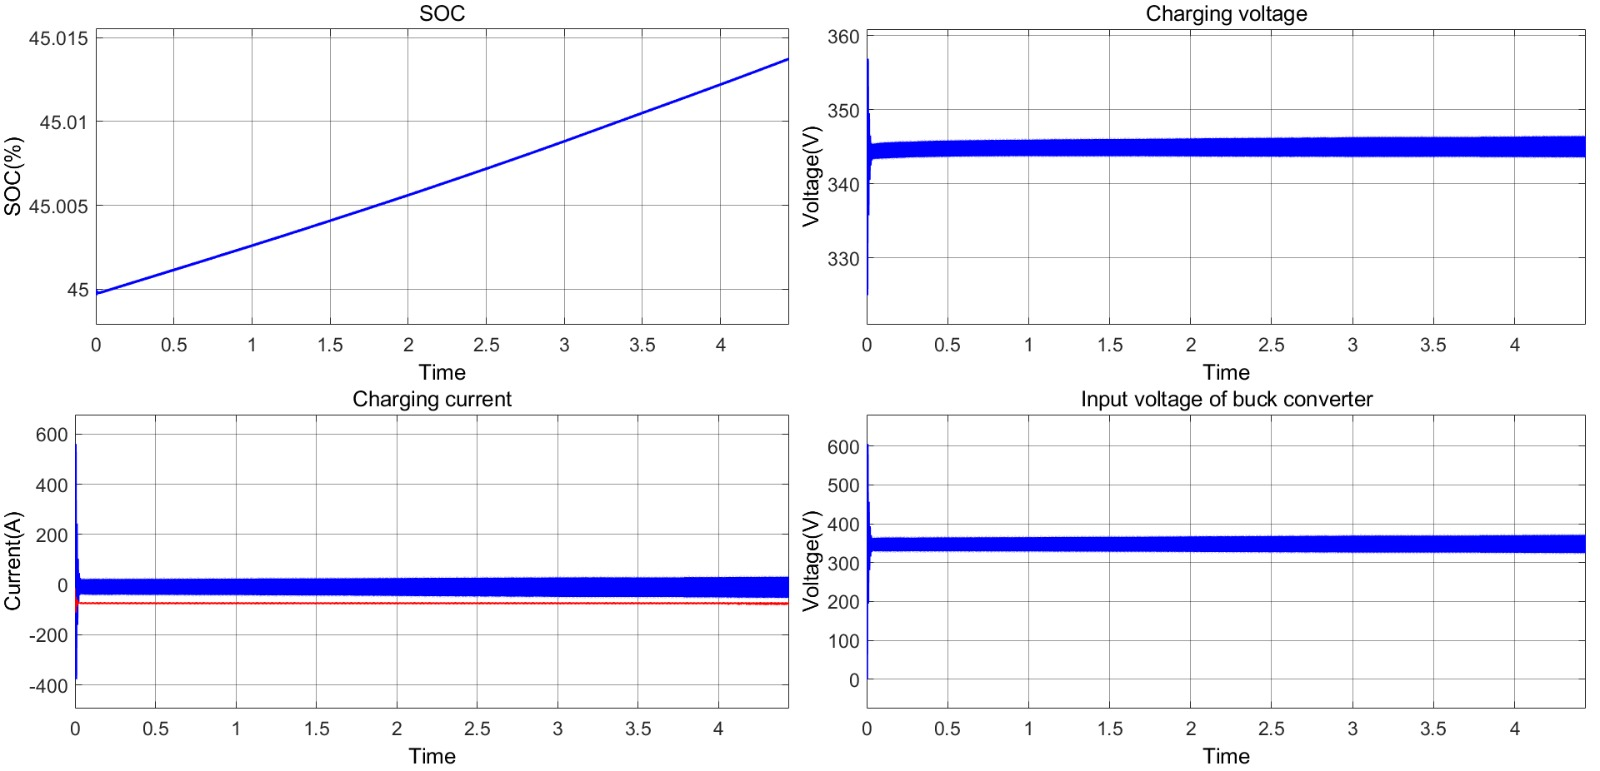 SOC
45.015
45.01
45.005
45
SOC(%)
0 0.5 1 1.5 2 2.5 3 3.5 4
Time
Charging voltage
360
350
340
330
Voltage(V)
0 0.5 1 1.5 2 2.5 3 3.5 4
Time
Charging current
600
400
200
0
-200
-400
Current(A)
0 0.5 1 1.5 2 2.5 3 3.5 4
Time
Input voltage of buck converter
600
500
400
300
200
100
0
Voltage(V)
0 0.5 1 1.5 2 2.5 3 3.5 4
Time